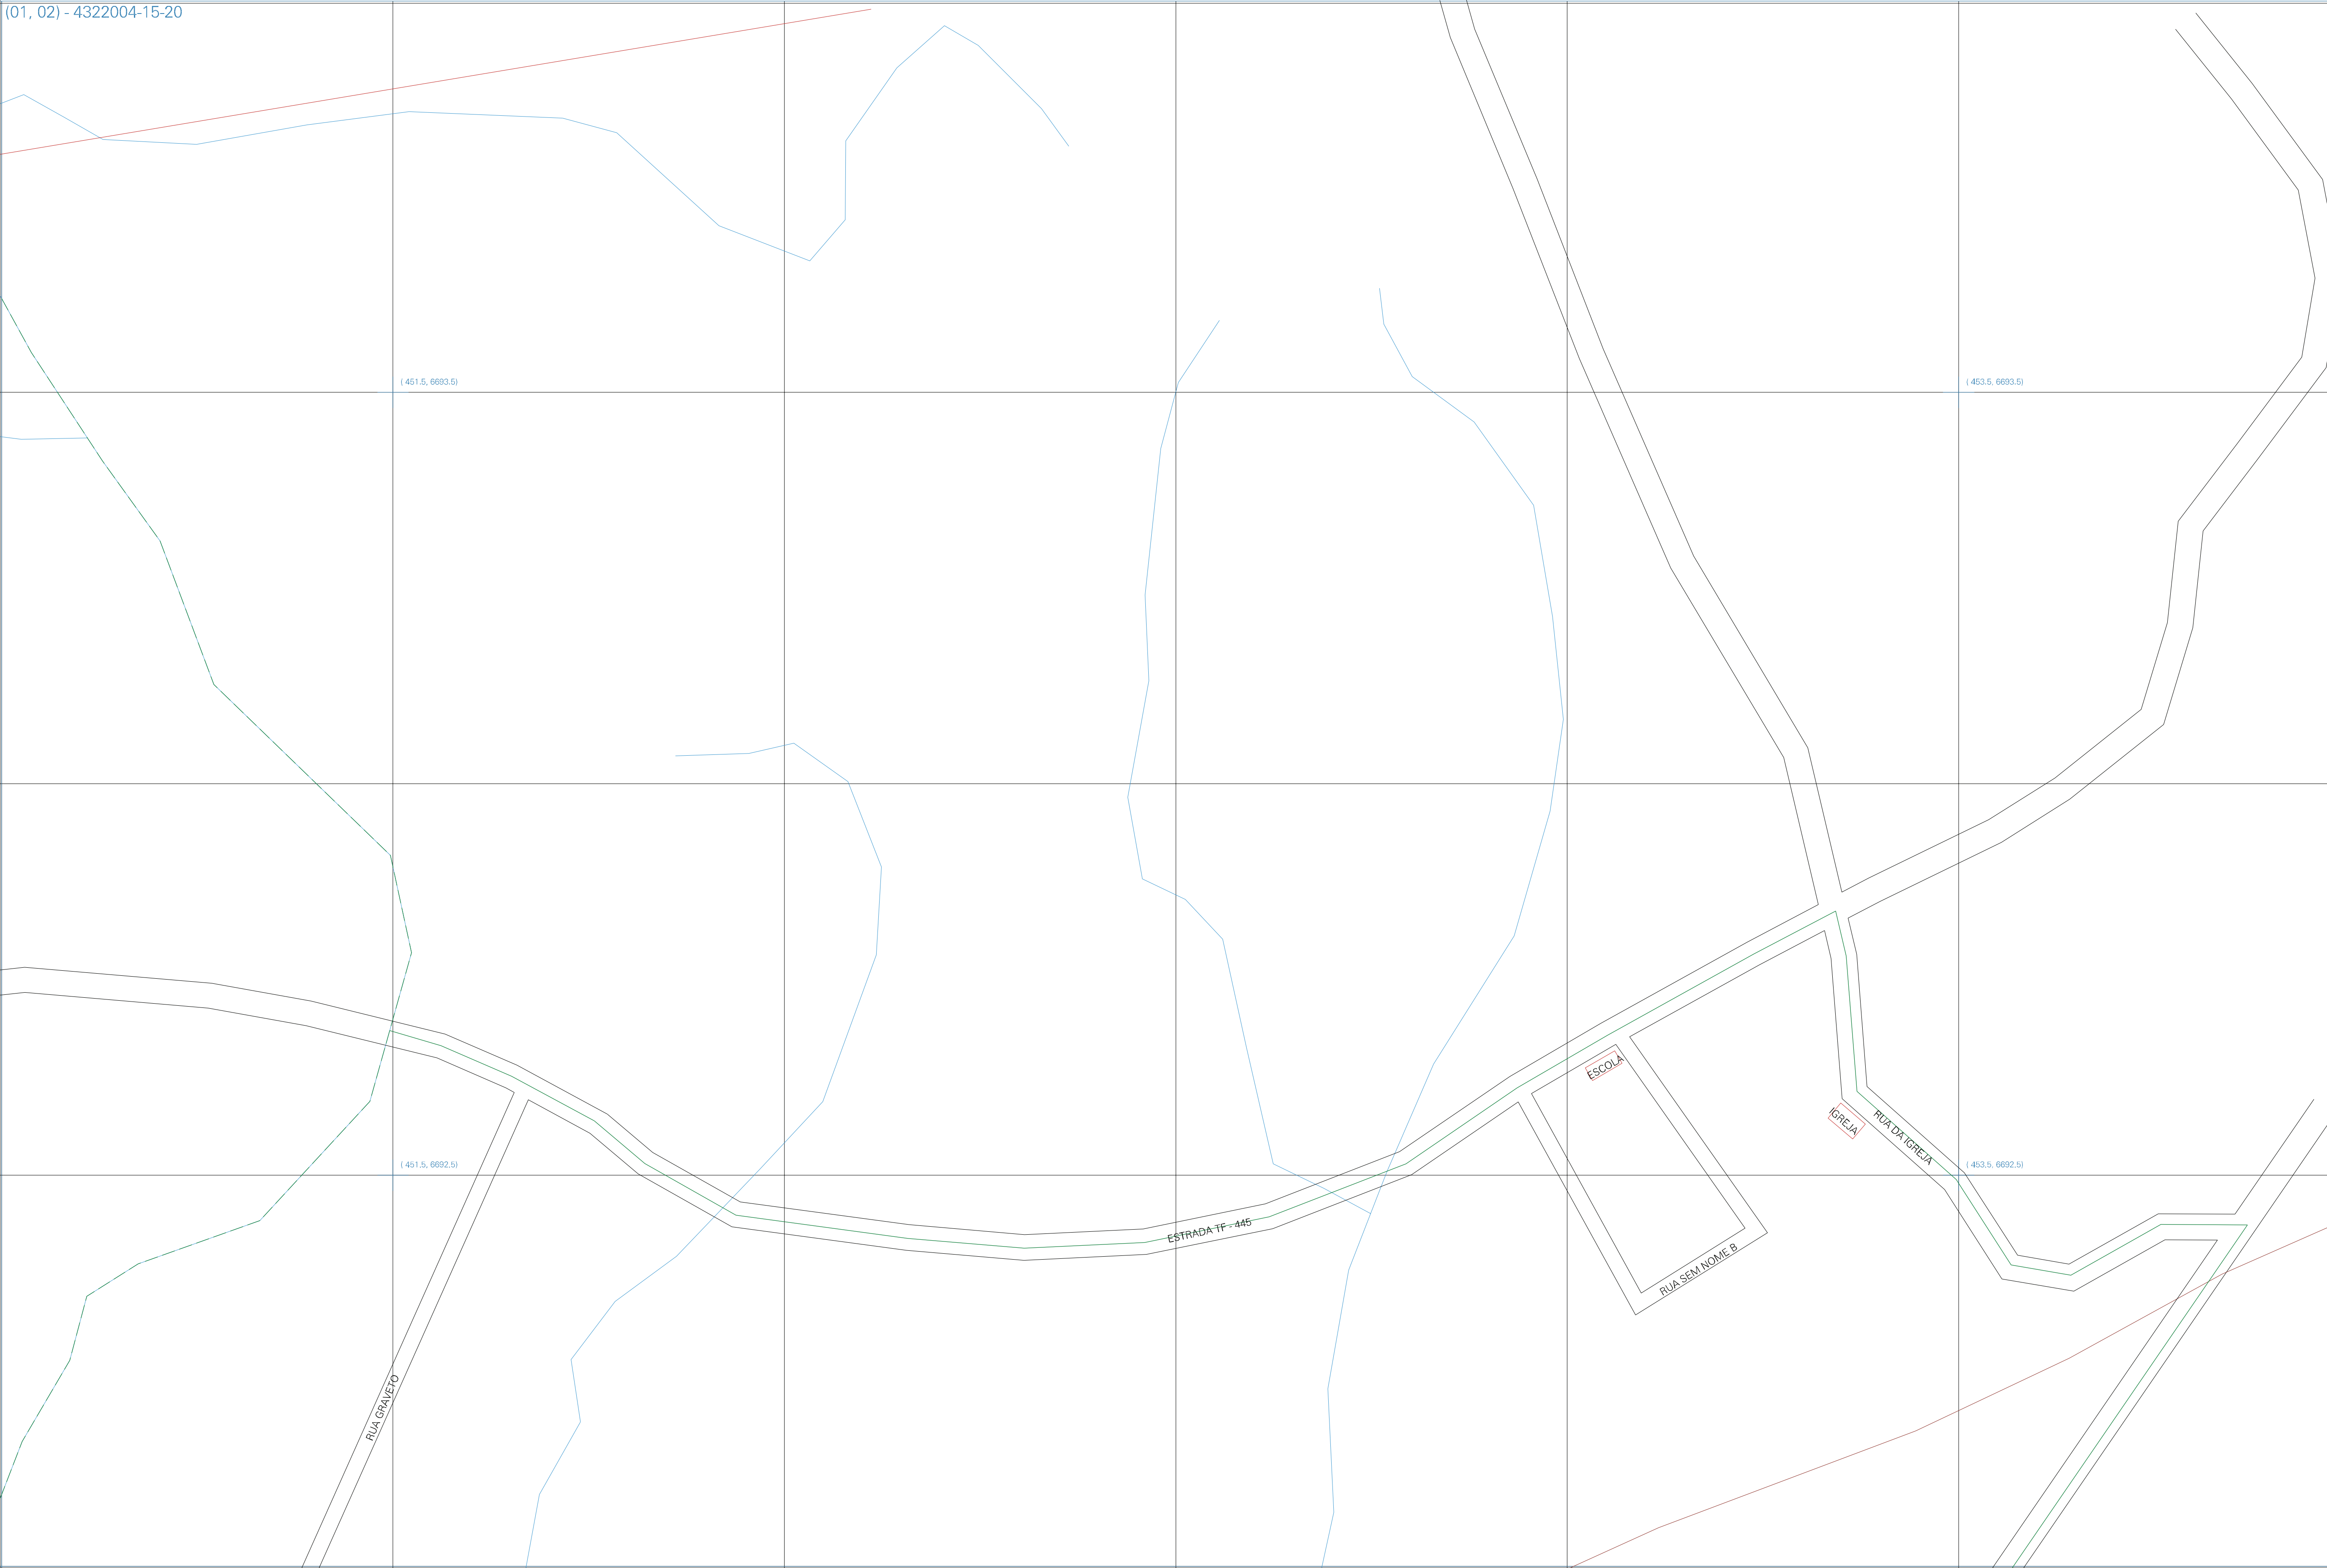 (01, 02) - 4322004-15-20
( 451.5, 6693.5)
( 453.5, 6693.5)
ESCOLA
IGREJA
RUA DA IGREJA
( 451.5, 6692.5)
( 453.5, 6692.5)
ESTRADA TF - 445
RUA SEM NOME B
RUA GRAVETO